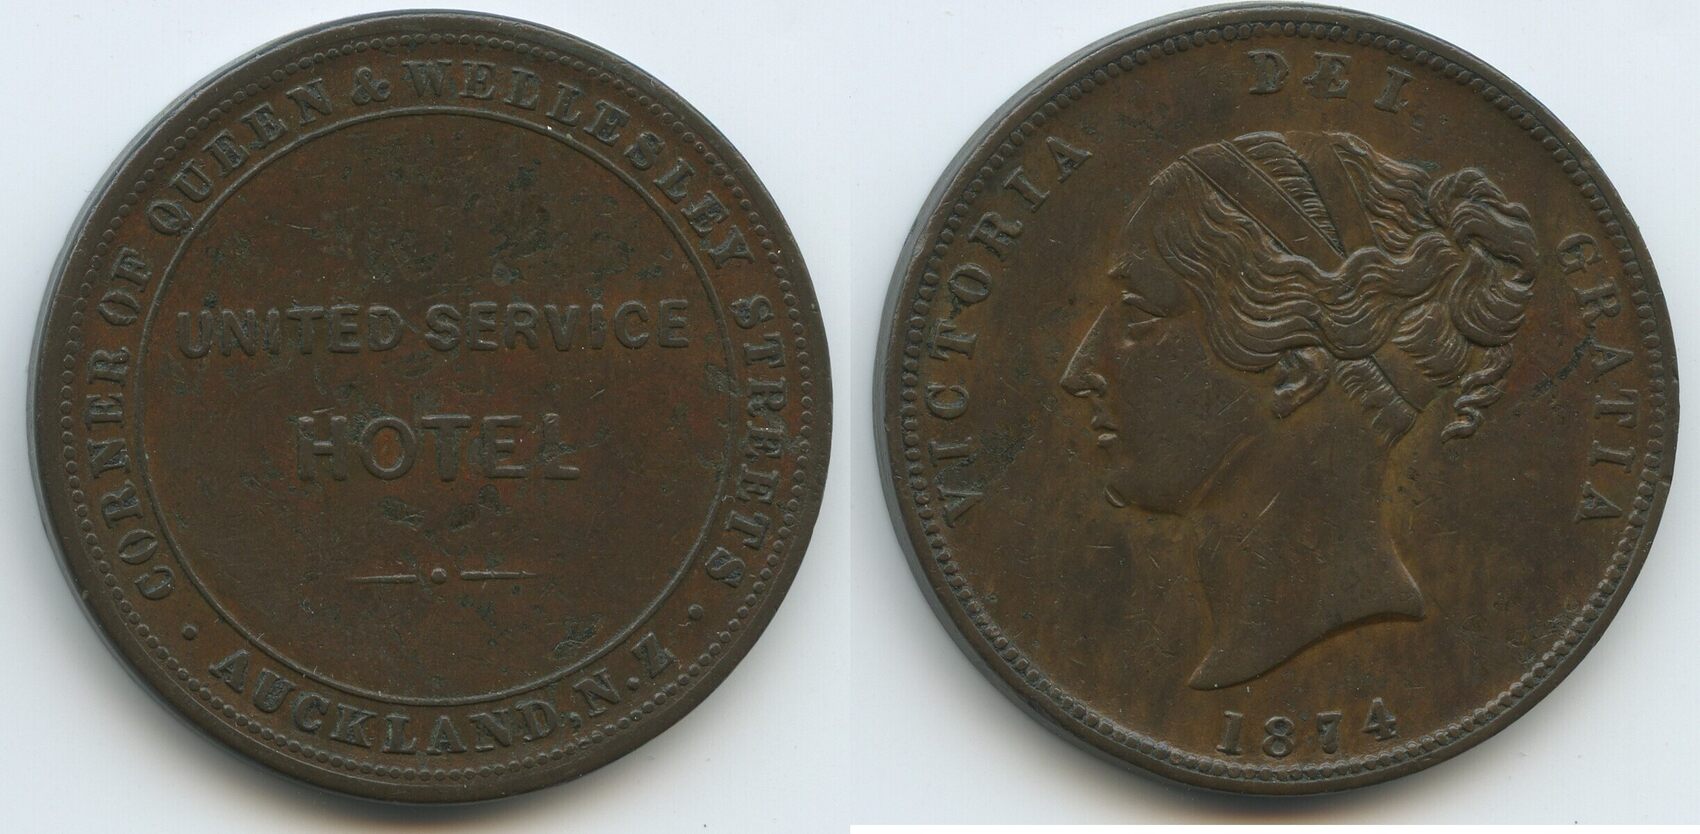 CORNER OF QUEEN & WELLESLEY STREETS
UNITED SERVICE
HOTEL
· AUCKLAND, N.Z ·
VICTORIA DEI GRATIA
1874